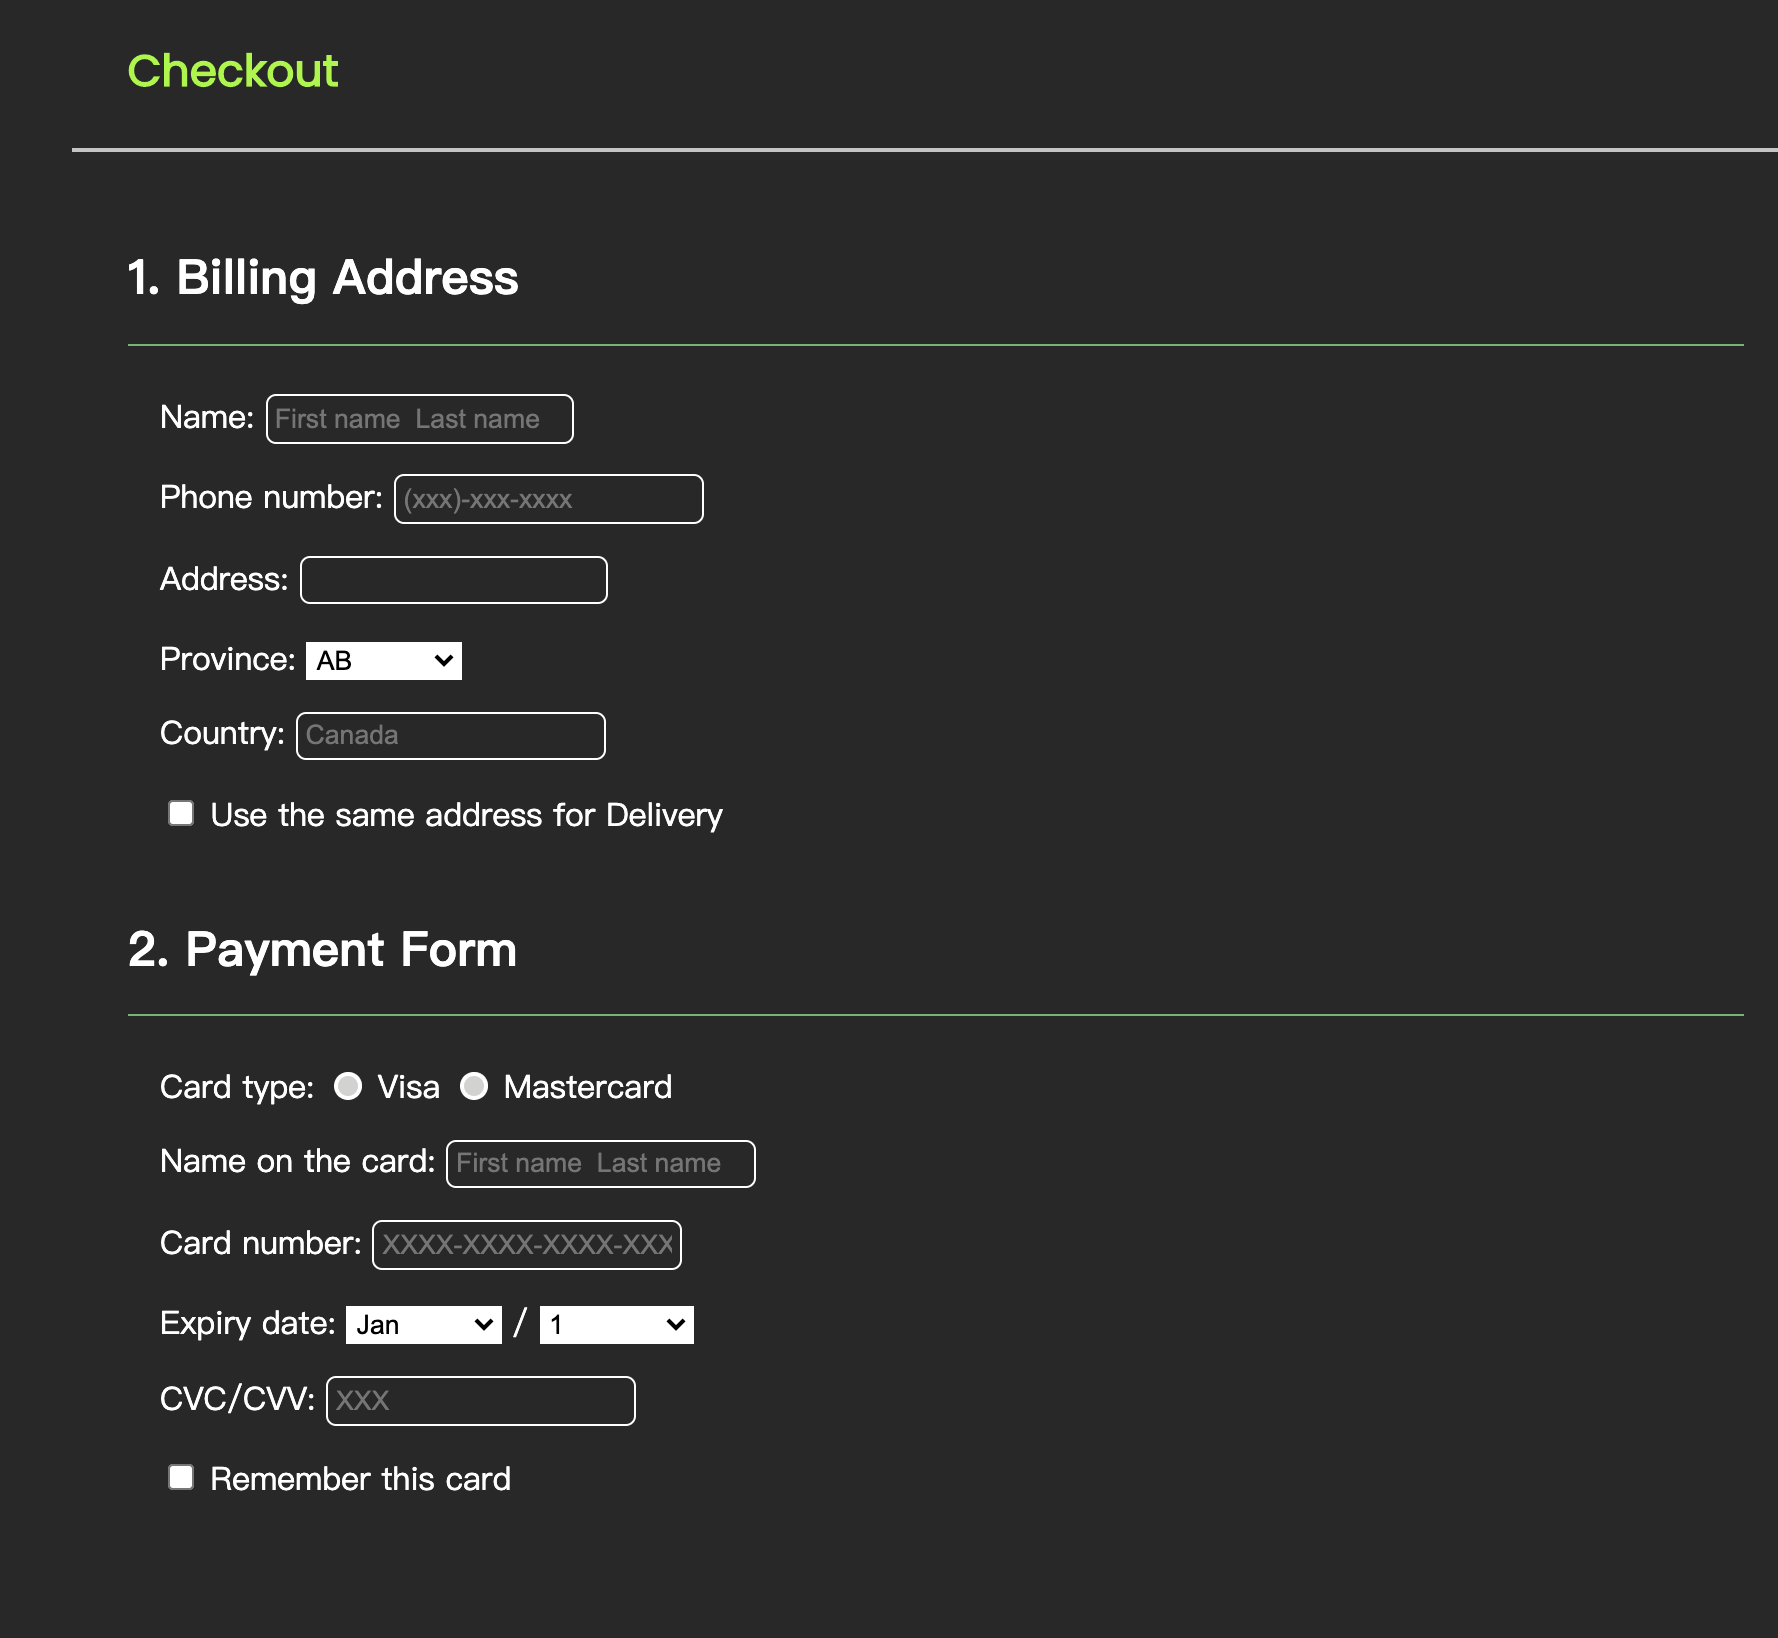 Checkout
1. Billing Address
Name: First name  Last name
Phone number: (xxx)-xxx-xxxx
Address:
Province: AB
Country: Canada
Use the same address for Delivery
2. Payment Form
Card type: Visa Mastercard
Name on the card: First name  Last name
Card number: XXXX-XXXX-XXXX-XXX
Expiry date: Jan / 1
CVC/CVV: XXX
Remember this card